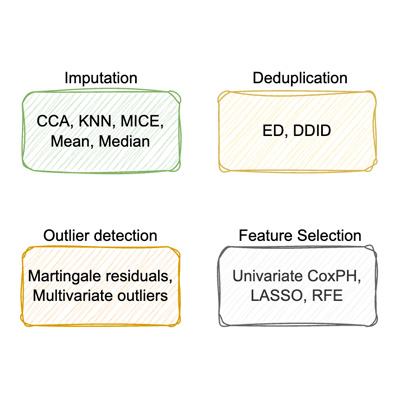 Imputation
CCA, KNN, MICE,
Mean, Median
Deduplication
ED, DDID
Outlier detection
Martingale residuals,
Multivariate outliers
Feature Selection
Univariate CoxPH,
LASSO, RFE